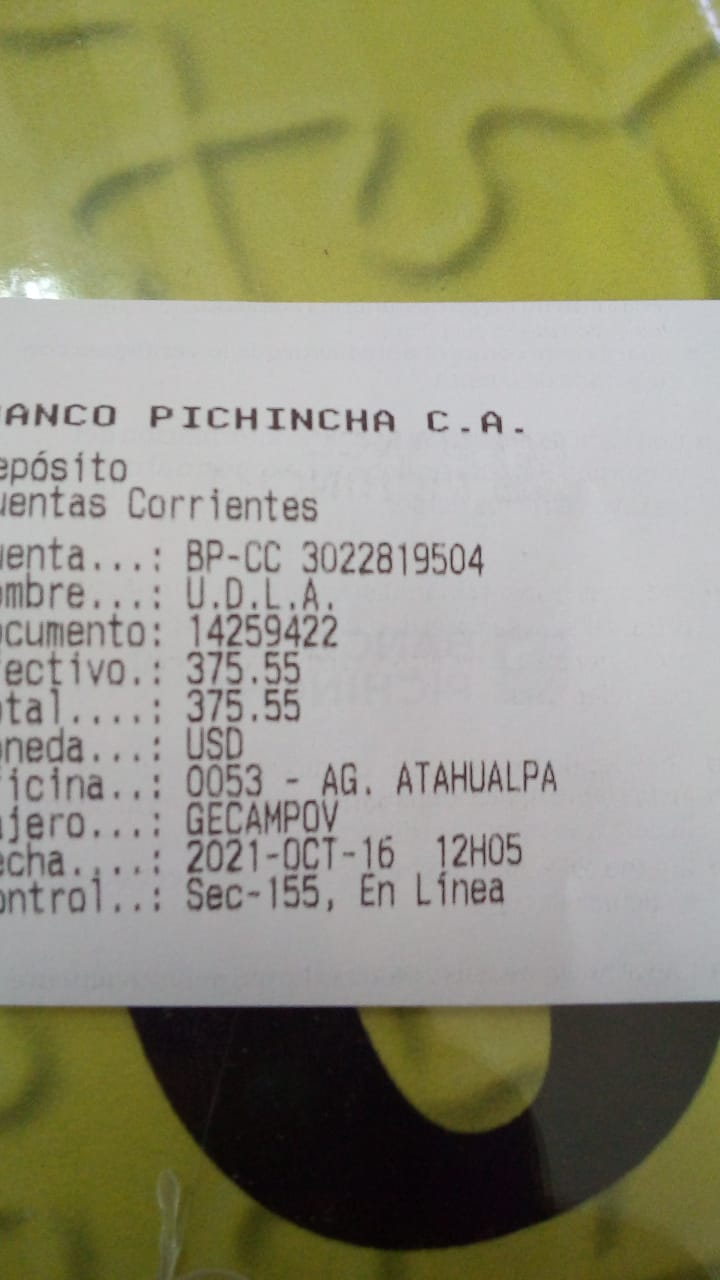 ANCO PICHINCHA C.A.
epósito
uentas Corrientes
uenta...: BP-CC 3022819504
ombre...: U.D.L.A.
ocumento: 14259422
fectivo.: 375.55
otal....: 375.55
oneda...: USD
ficina..: 0053 - AG. ATAHUALPA
ajero...: GECAMPOV
echa....: 2021-OCT-16 12H05
ontrol..: Sec-155, En Línea